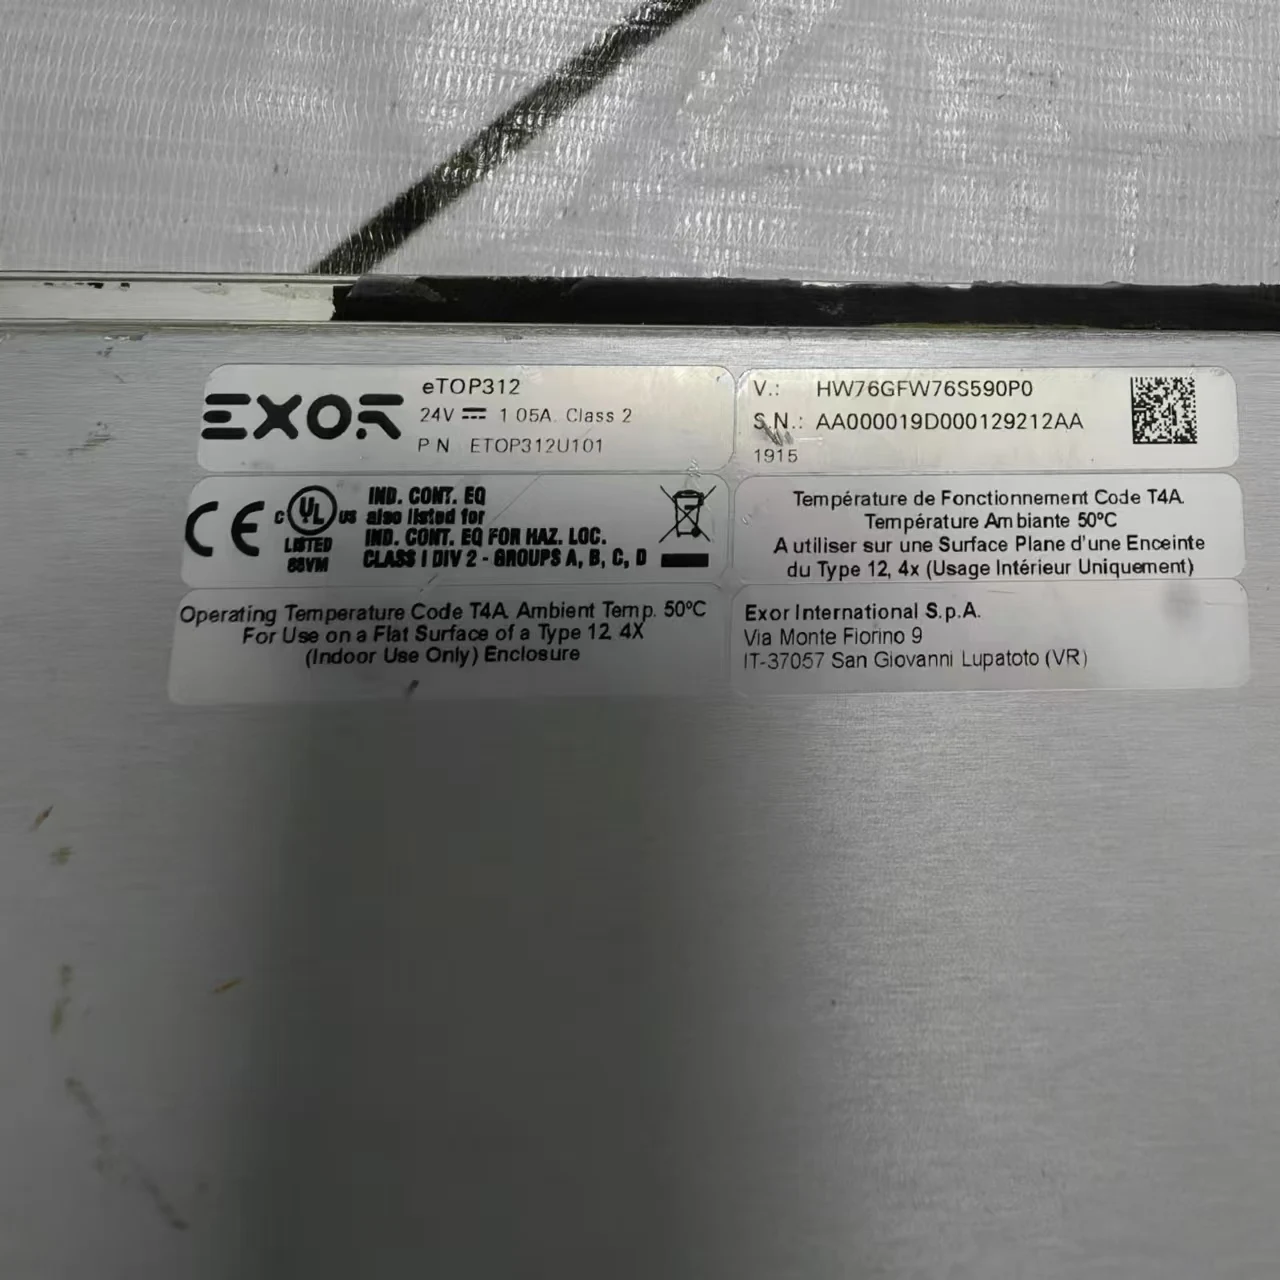 EXOR
eTOP312
24V 1.05A. Class 2
P N ETOP312U101
V.: HW76GFW76S590P0
S.N.: AA000019D000129212AA
1915
CE
C UL US
LISTED
68VM
IND. CONT. EQ
also listed for
IND. CONT. EQ FOR HAZ. LOC.
CLASS I DIV 2 - GROUPS A, B, C, D
Température de Fonctionnement Code T4A.
Température Ambiante 50ºC
A utiliser sur une Surface Plane d'une Enceinte
du Type 12, 4x (Usage Intérieur Uniquement)
Operating Temperature Code T4A. Ambient Temp. 50ºC
For Use on a Flat Surface of a Type 12, 4X
(Indoor Use Only) Enclosure
Exor International S.p.A.
Via Monte Fiorino 9
IT-37057 San Giovanni Lupatoto (VR)